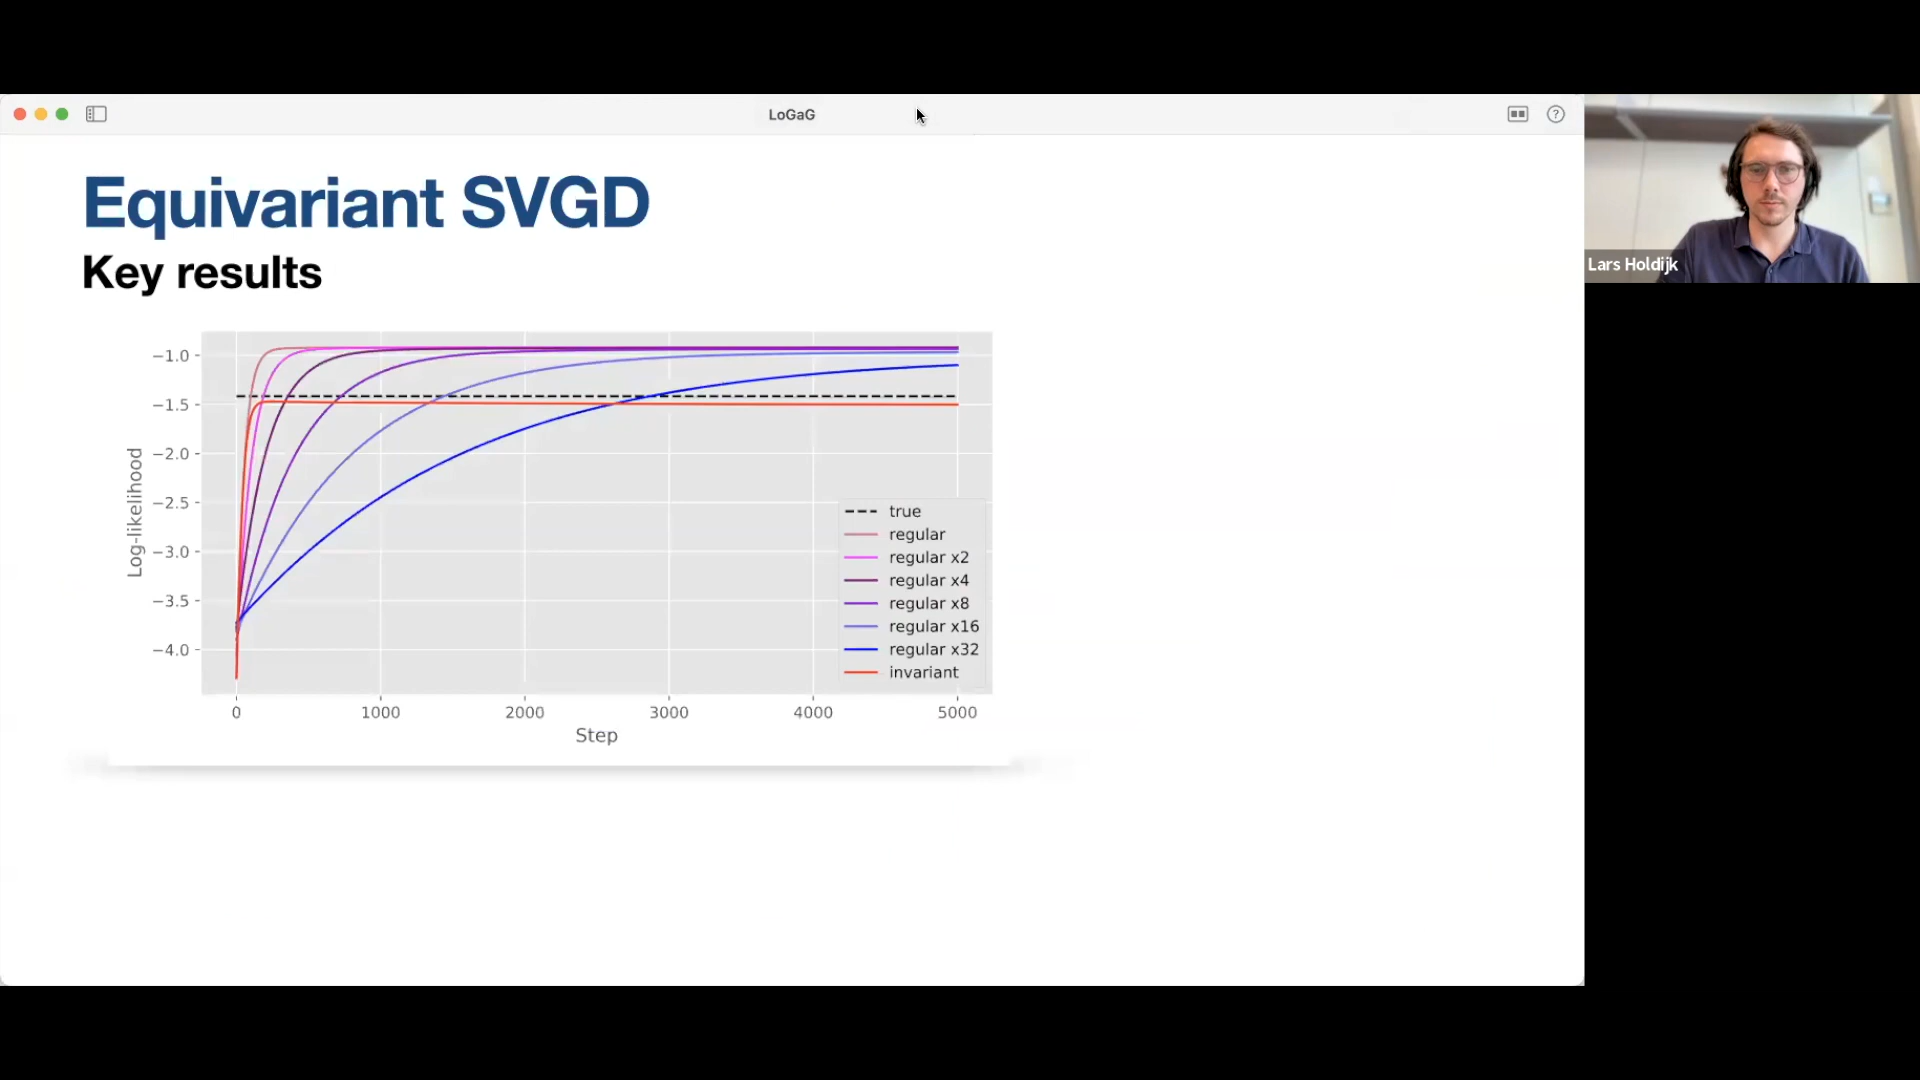 LoGaG
Equivariant SVGD
Key results
Lars Holdijk
−1.0
−1.5
−2.0
−2.5
−3.0
−3.5
−4.0
Log-likelihood
true
regular
regular x2
regular x4
regular x8
regular x16
regular x32
invariant
0 1000 2000 3000 4000 5000
Step